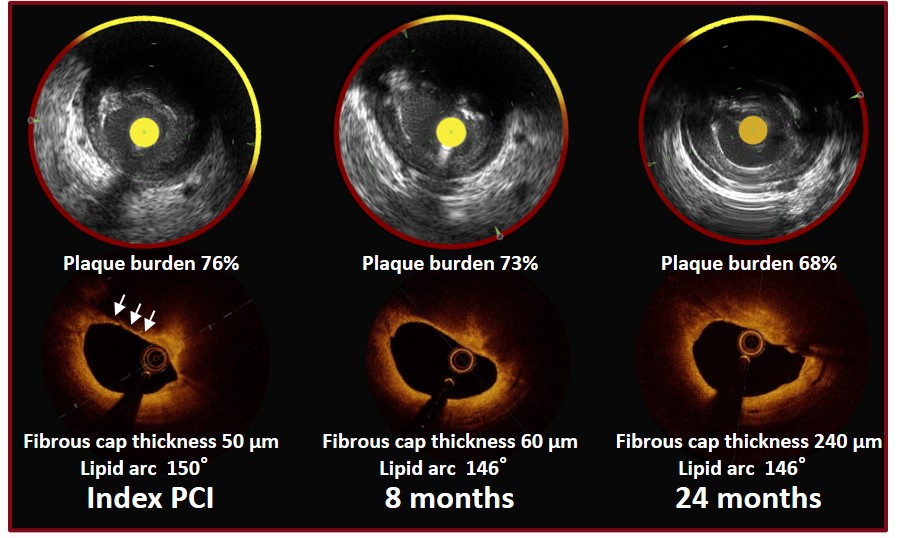 Plaque burden 76%
Plaque burden 73%
Plaque burden 68%
Fibrous cap thickness 50 µm
Lipid arc 150°
Index PCI
Fibrous cap thickness 60 µm
Lipid arc 146°
8 months
Fibrous cap thickness 240 µm
Lipid arc 146°
24 months